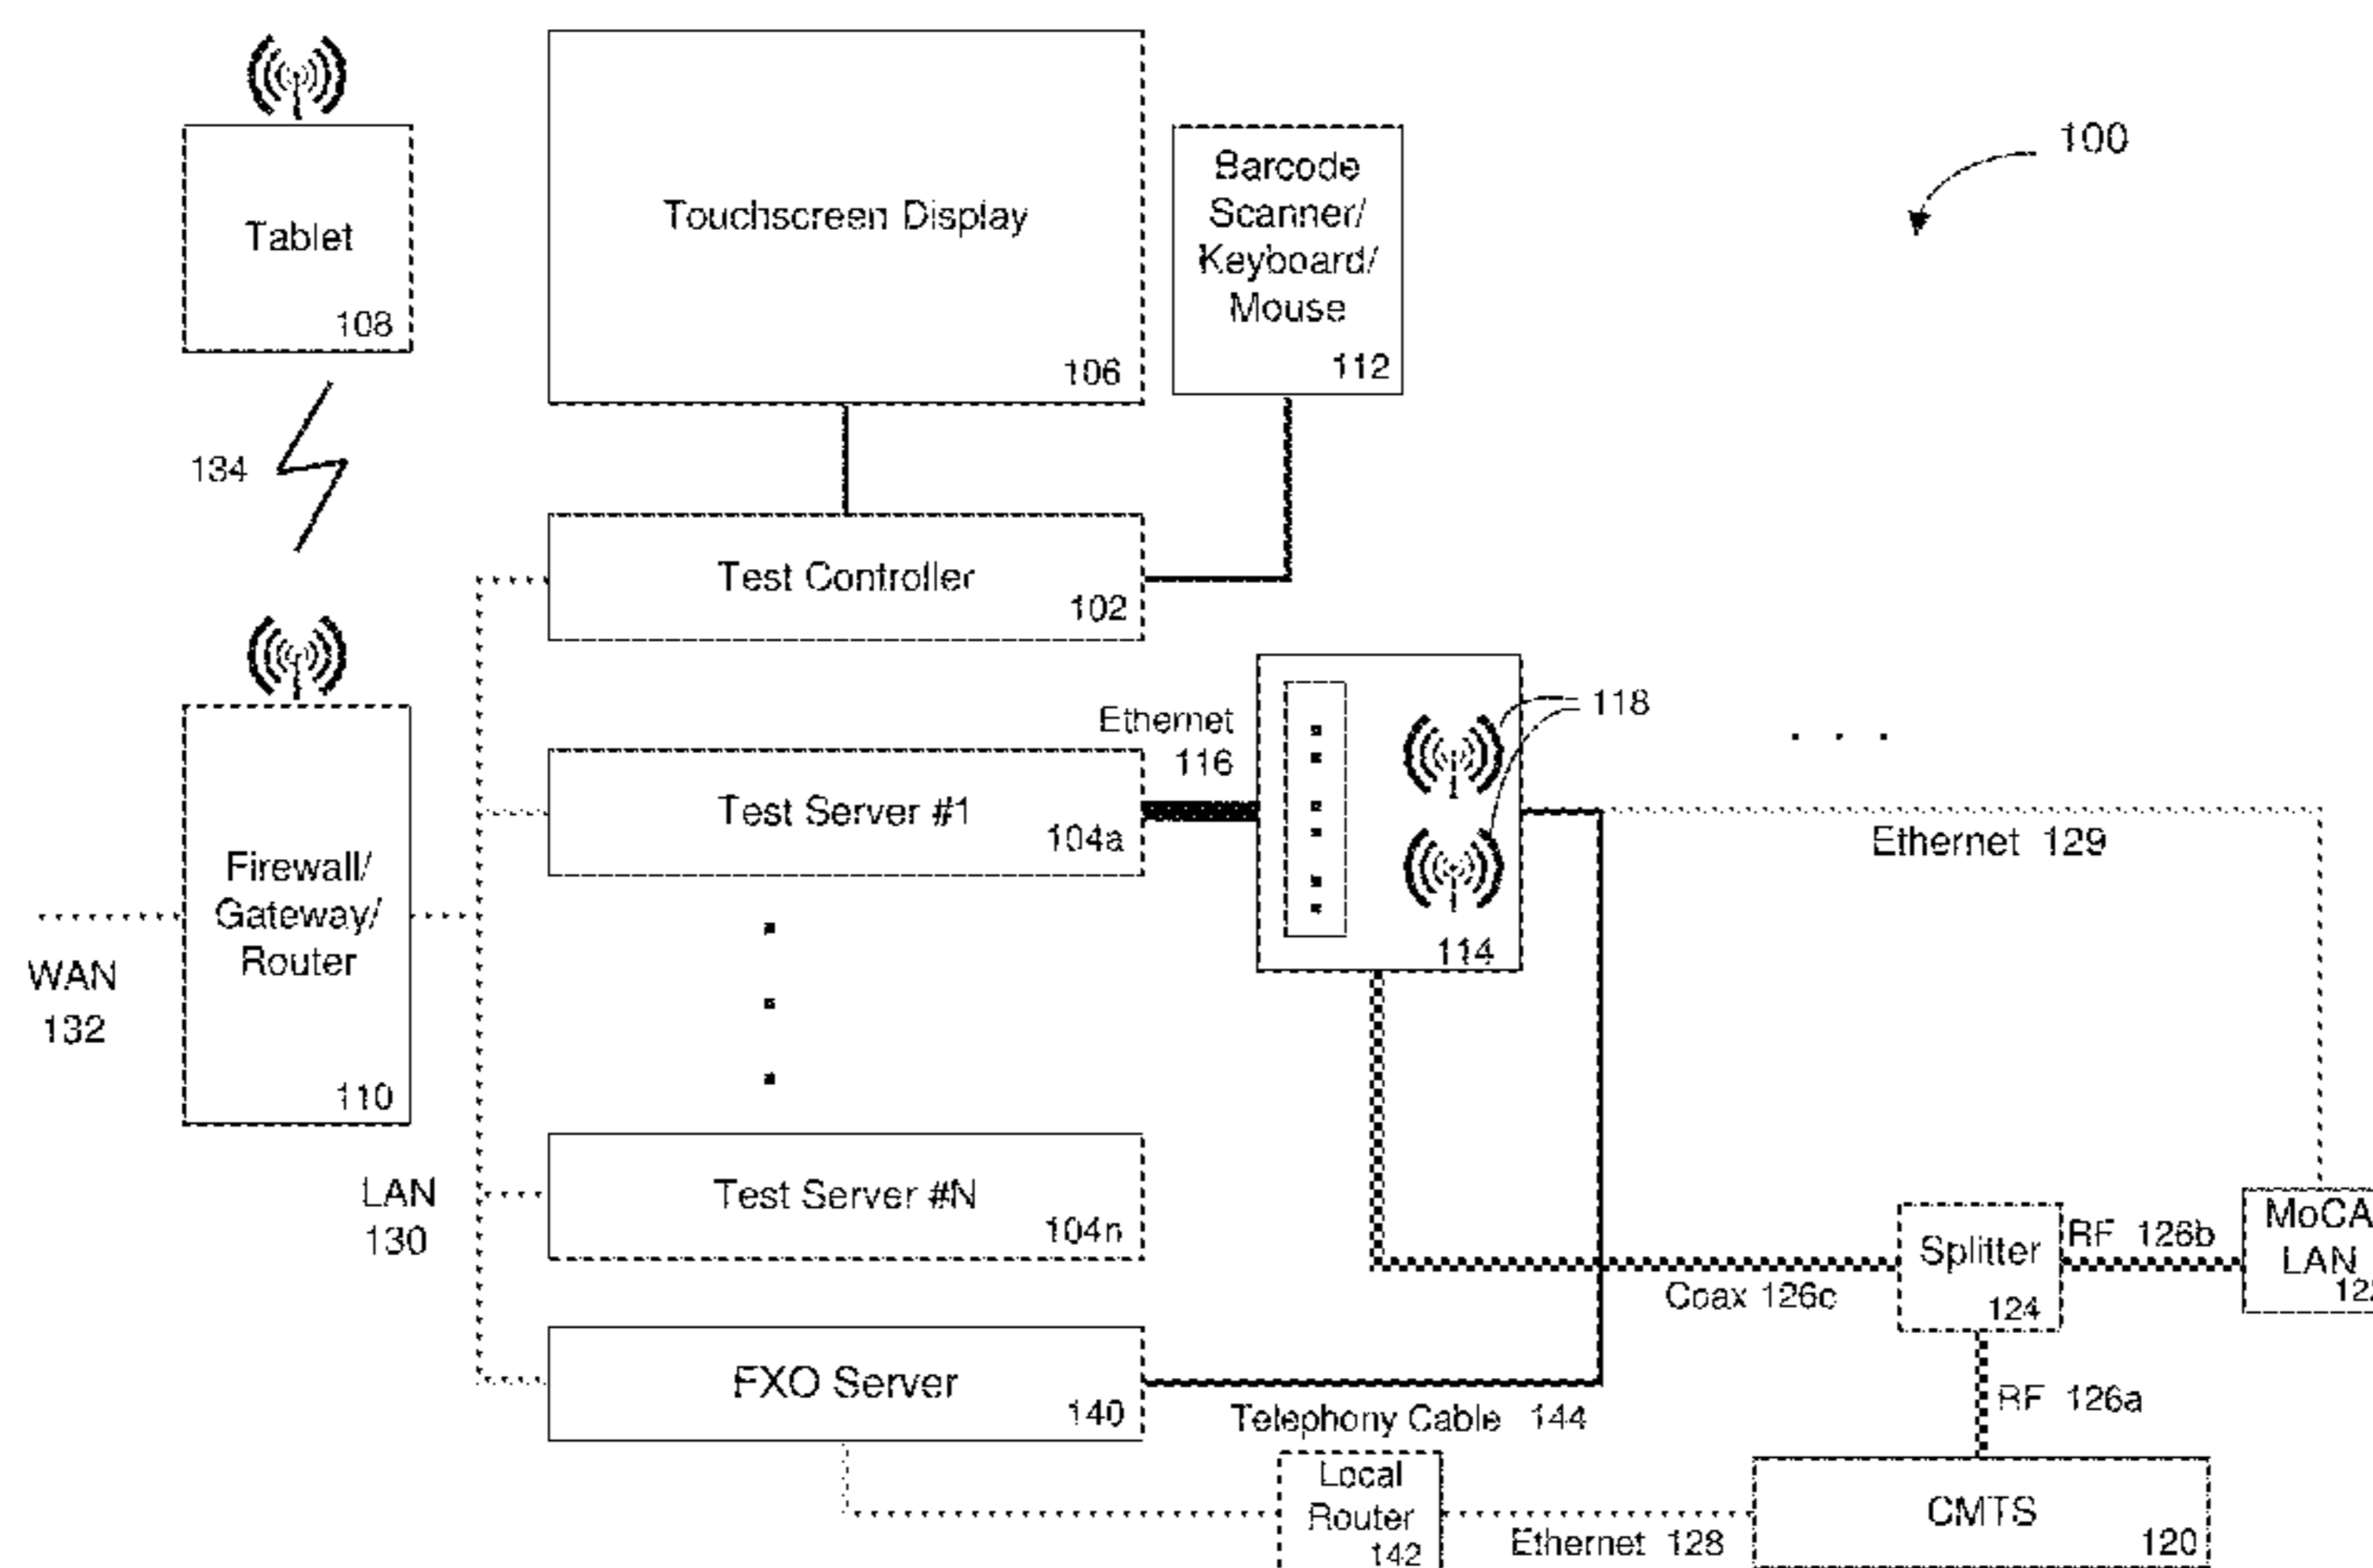 100
Touchscreen Display
106
Barcode
Scanner/
Keyboard/
Mouse
112
Tablet
108
134
Test Controller
102
Ethernet
116
118
. . .
Test Server #1
104a
114
Ethernet 129
Firewall/
Gateway/
Router
110
WAN
132
LAN
130
Test Server #N
104n
Splitter
124
RF 126b
MoCA
LAN
Coax 126c
RF 126a
FXO Server
140
Telephony Cable 144
Local
Router
142
Ethernet 128
CMTS
120